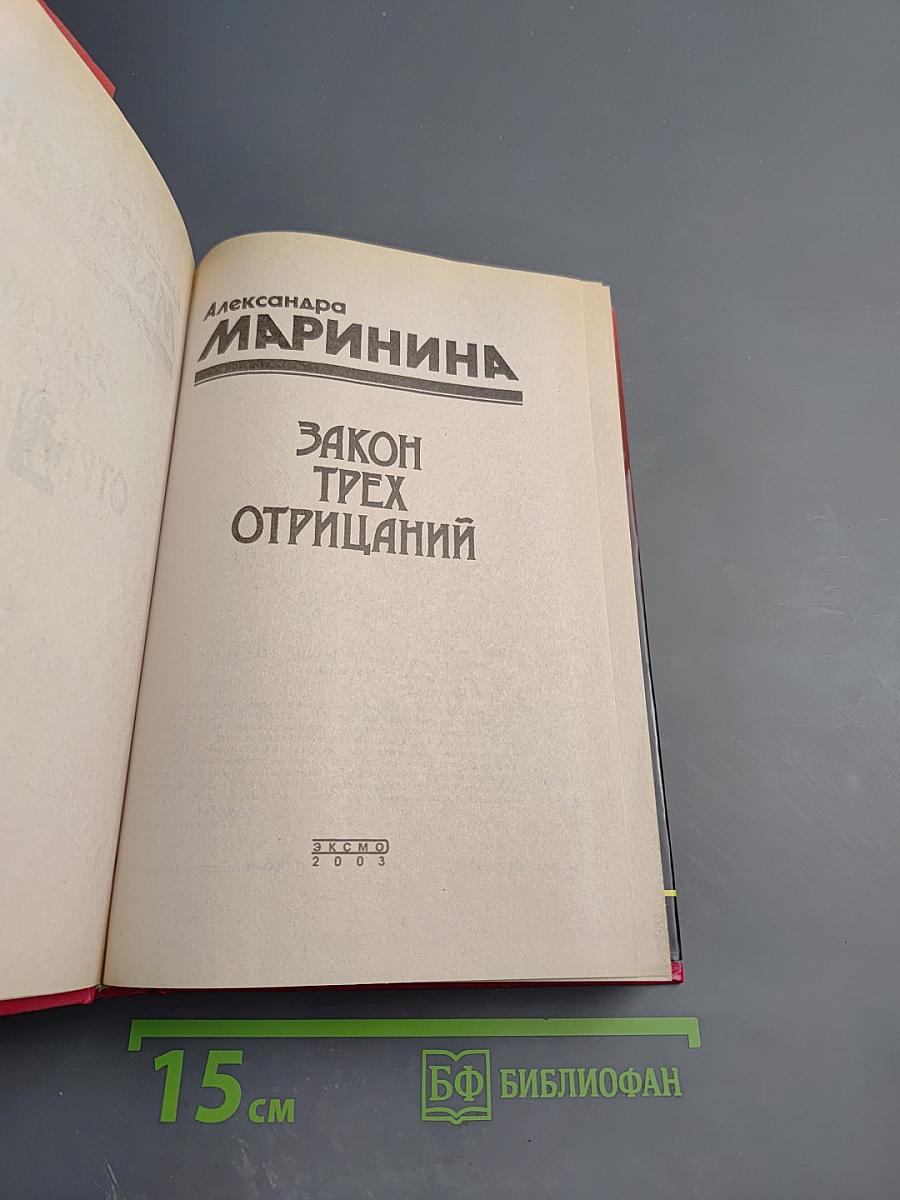 Александра
МАРИНИНА
ЗАКОН
ТРЕХ
ОТРИЦАНИЙ
ЭКСМО
2003
15 см
БФ БИБЛИОФАН